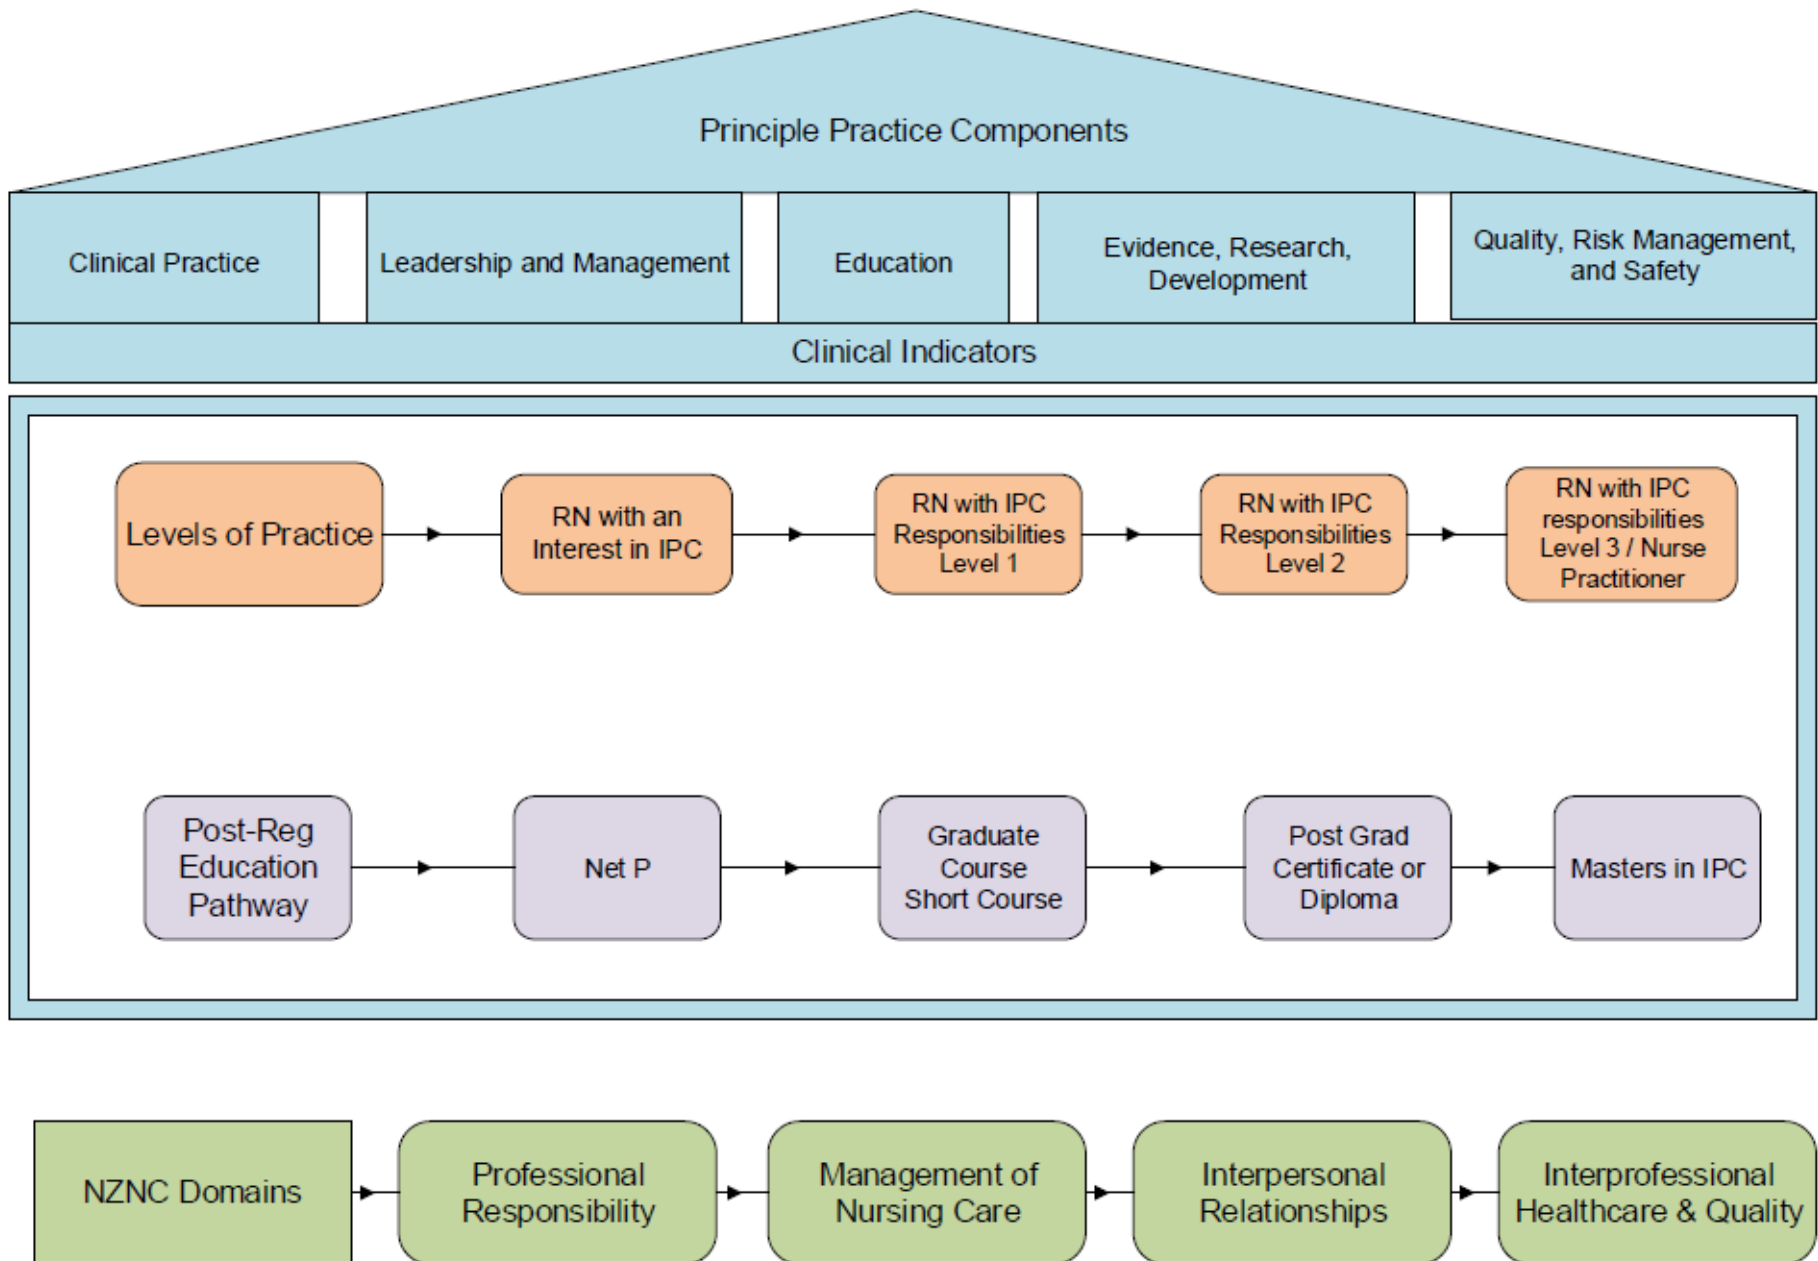 Principle Practice Components
Clinical Practice
Leadership and Management
Education
Evidence, Research,
Development
Quality, Risk Management,
and Safety
Clinical Indicators
Levels of Practice
RN with an
Interest in IPC
RN with IPC
Responsibilities
Level 1
RN with IPC
Responsibilities
Level 2
RN with IPC
responsibilities
Level 3 / Nurse
Practitioner
Post-Reg
Education
Pathway
Net P
Graduate
Course
Short Course
Post Grad
Certificate or
Diploma
Masters in IPC
NZNC Domains
Professional
Responsibility
Management of
Nursing Care
Interpersonal
Relationships
Interprofessional
Healthcare & Quality